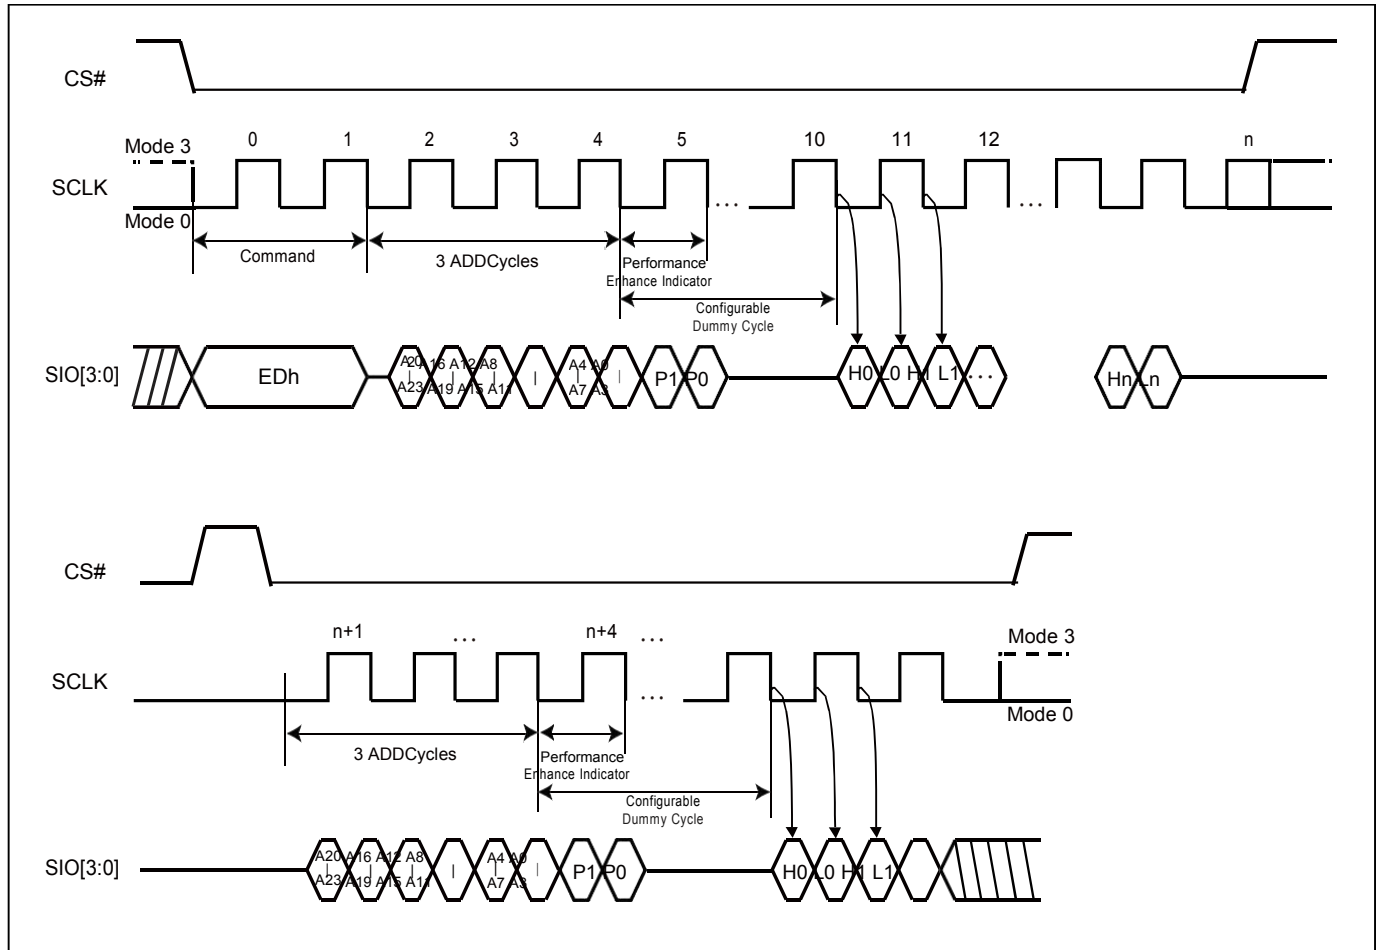 CS#
0 1 2 3 4 5 10 11 12 n
Mode 3
SCLK
... ...
Mode 0
Command
3 ADDCycles
Performance
Enhance Indicator
Configurable
Dummy Cycle
SIO[3:0]
EDh
A20 A16 A12 A8 A4 A0
| | | | | |
A23 A19 A15 A11 A7 A3
P1 P0
H0 L0 H1 L1 ...
Hn Ln
CS#
n+1 ... n+4 ...
Mode 3
SCLK
...
Mode 0
3 ADDCycles
Performance
Enhance Indicator
Configurable
Dummy Cycle
SIO[3:0]
A20 A16 A12 A8 A4 A0
| | | | | |
A23 A19 A15 A11 A7 A3
P1 P0
H0 L0 H1 L1